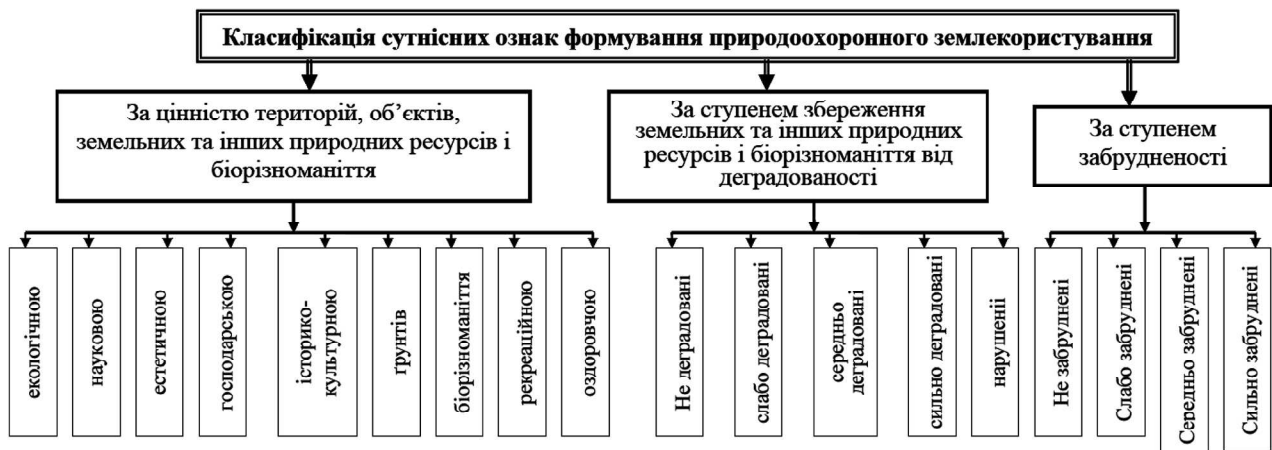 Класифікація сутнісних ознак формування природоохоронного землекористування
За цінністю територій, об’єктів,
земельних та інших природних ресурсів і
біорізноманіття
За ступенем збереження
земельних та інших природних
ресурсів і біорізноманіття від
деградованості
За ступенем
забрудненості
екологічною
науковою
естетичною
господарською
історико-
культурною
ґрунтів
біорізноманіття
рекреаційною
оздоровчою
Не деградовані
слабо деградовані
середньо
деградовані
сильно деградовані
нарушеніі
Не забруднені
Слабо забруднені
Середньо забруднені
Сильно забруднені